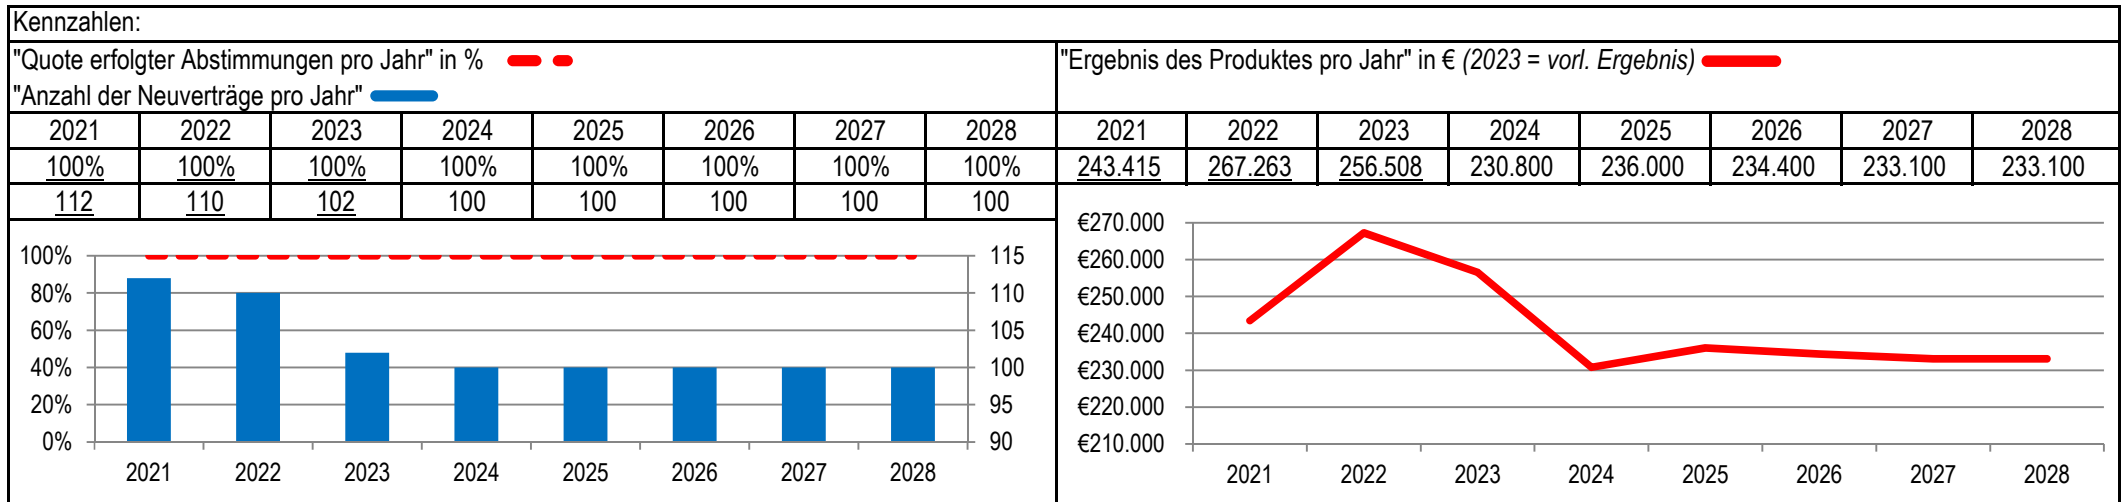 Kennzahlen:
"Quote erfolgter Abstimmungen pro Jahr" in %
"Anzahl der Neuverträge pro Jahr"
2021 2022 2023 2024 2025 2026 2027 2028
100% 100% 100% 100% 100% 100% 100% 100%
112 110 102 100 100 100 100 100
100% 115
80% 110
60% 105
40% 100
20% 95
0% 90
2021 2022 2023 2024 2025 2026 2027 2028
"Ergebnis des Produktes pro Jahr" in € (2023 = vorl. Ergebnis)
2021 2022 2023 2024 2025 2026 2027 2028
243.415 267.263 256.508 230.800 236.000 234.400 233.100 233.100
€270.000
€260.000
€250.000
€240.000
€230.000
€220.000
€210.000
2021 2022 2023 2024 2025 2026 2027 2028